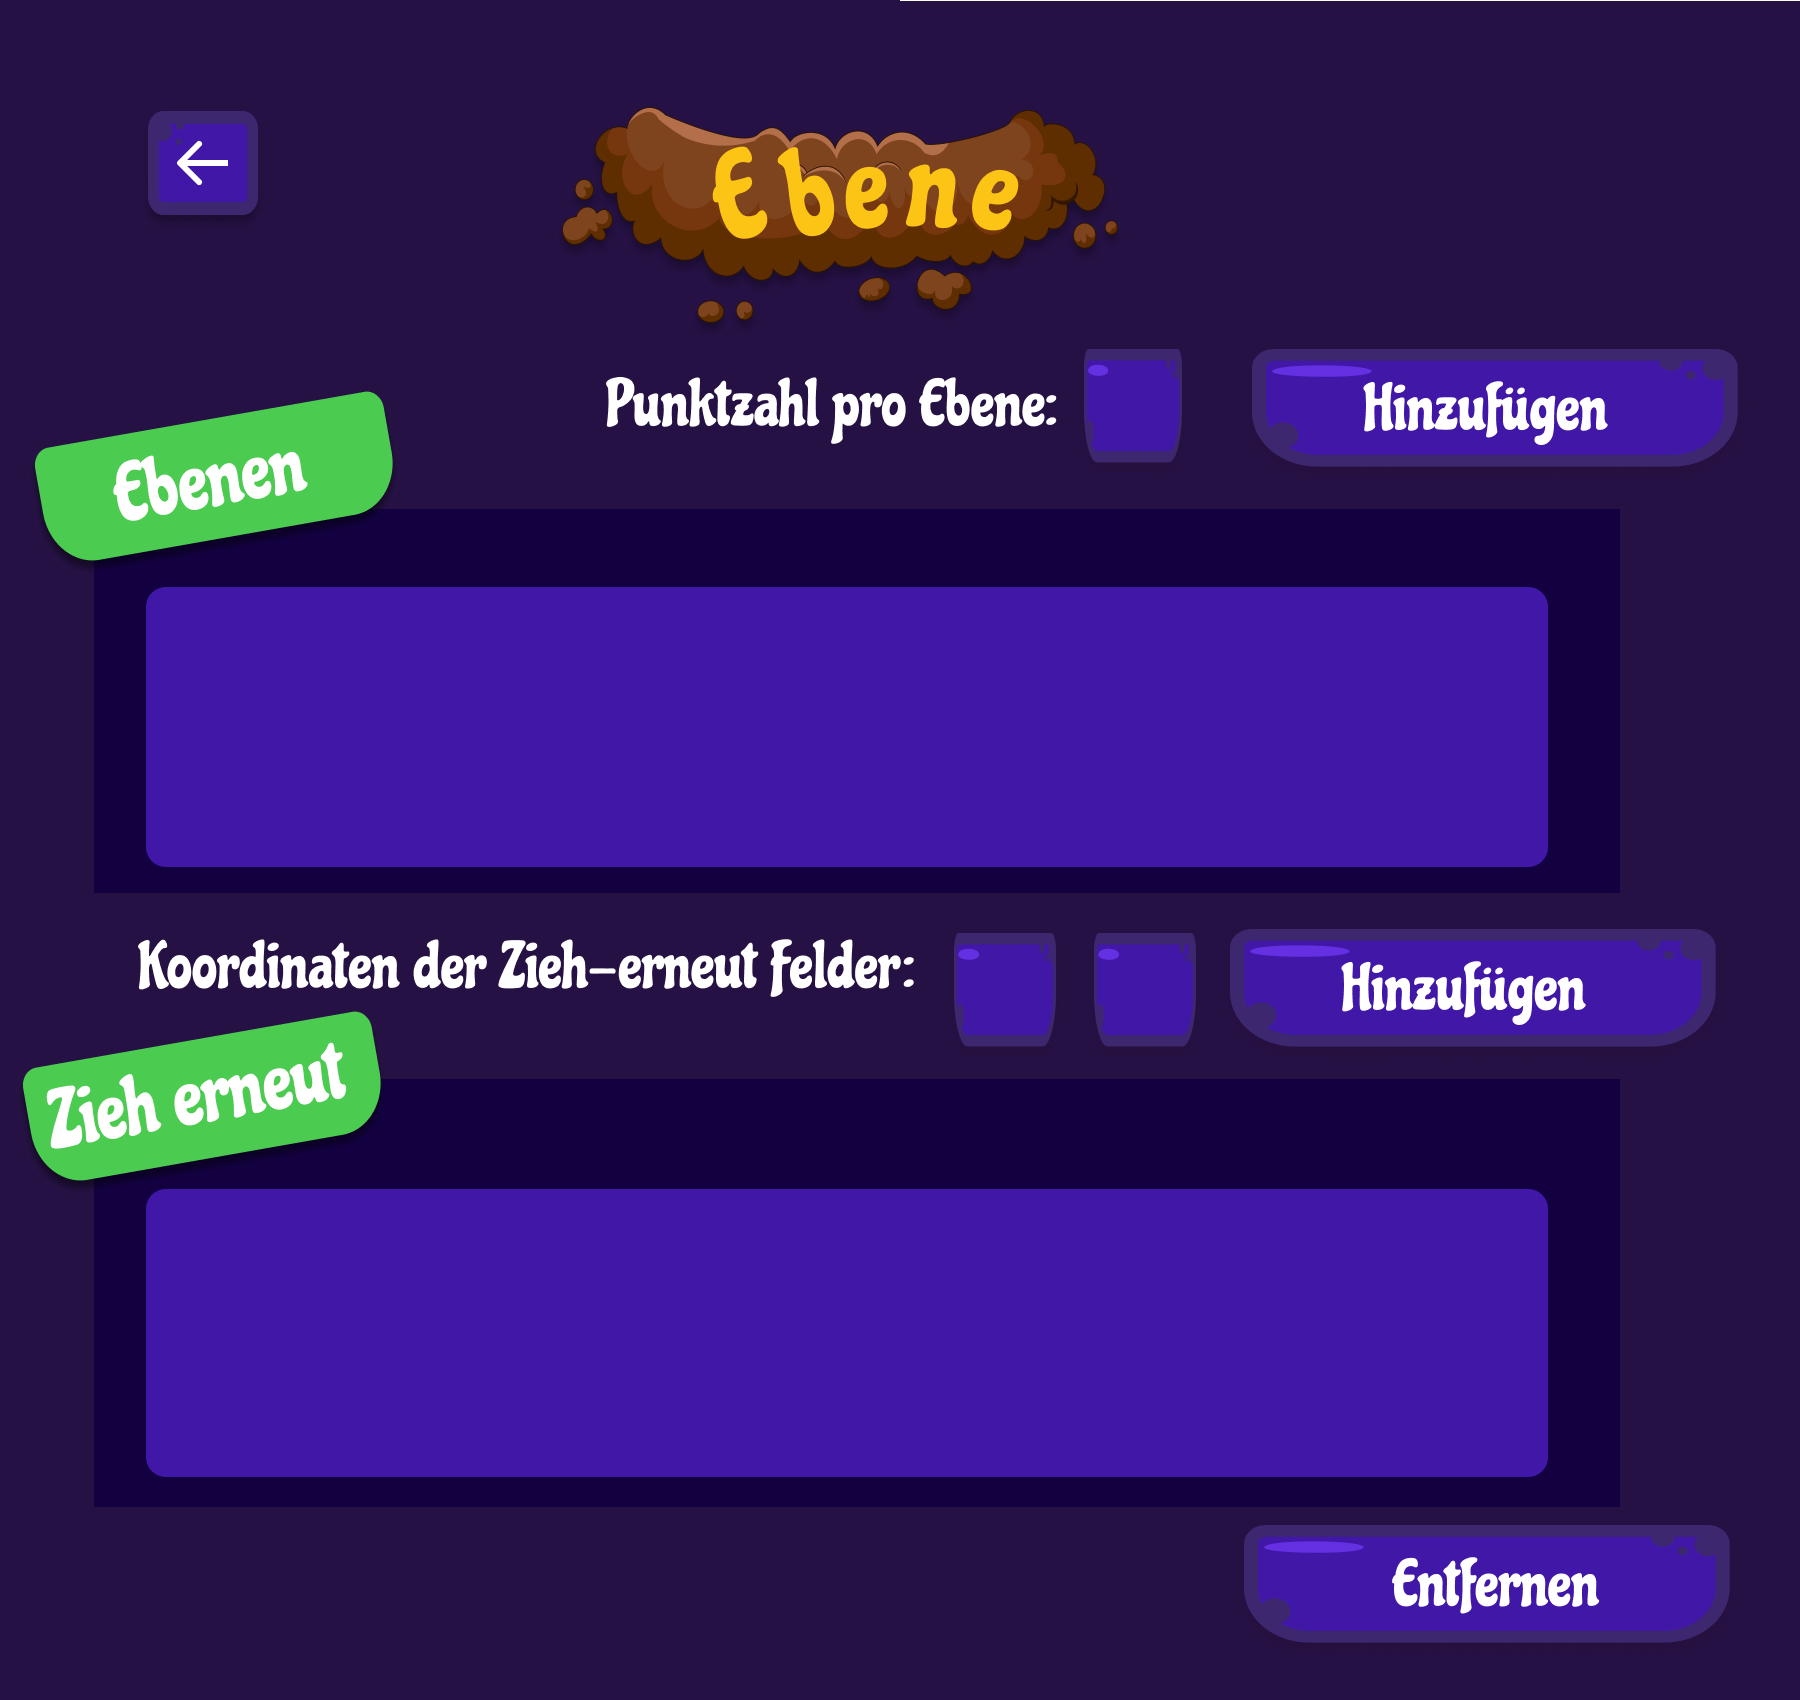 Ebene
Punktzahl pro Ebene:
Hinzufügen
Ebenen
Koordinaten der Zieh-erneut Felder:
Hinzufügen
Zieh erneut
Entfernen